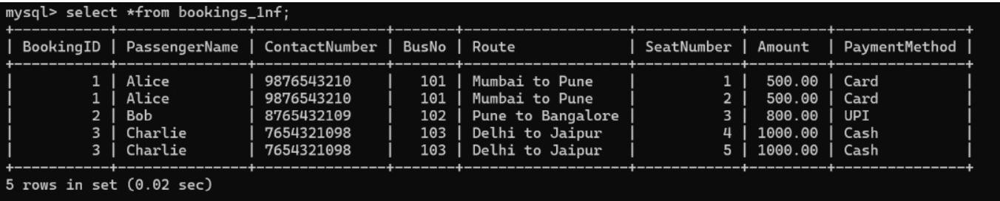 mysql> select *from bookings_1nf;
+-----------+---------------+---------------+-------+-------------------+------------+---------+---------------+
| BookingID | PassengerName | ContactNumber | BusNo | Route             | SeatNumber | Amount  | PaymentMethod |
+-----------+---------------+---------------+-------+-------------------+------------+---------+---------------+
|         1 | Alice         | 9876543210    |   101 | Mumbai to Pune    |          1 |  500.00 | Card          |
|         1 | Alice         | 9876543210    |   101 | Mumbai to Pune    |          2 |  500.00 | Card          |
|         2 | Bob           | 8765432109    |   102 | Pune to Bangalore |          3 |  800.00 | UPI           |
|         3 | Charlie       | 7654321098    |   103 | Delhi to Jaipur   |          4 | 1000.00 | Cash          |
|         3 | Charlie       | 7654321098    |   103 | Delhi to Jaipur   |          5 | 1000.00 | Cash          |
+-----------+---------------+---------------+-------+-------------------+------------+---------+---------------+
5 rows in set (0.02 sec)